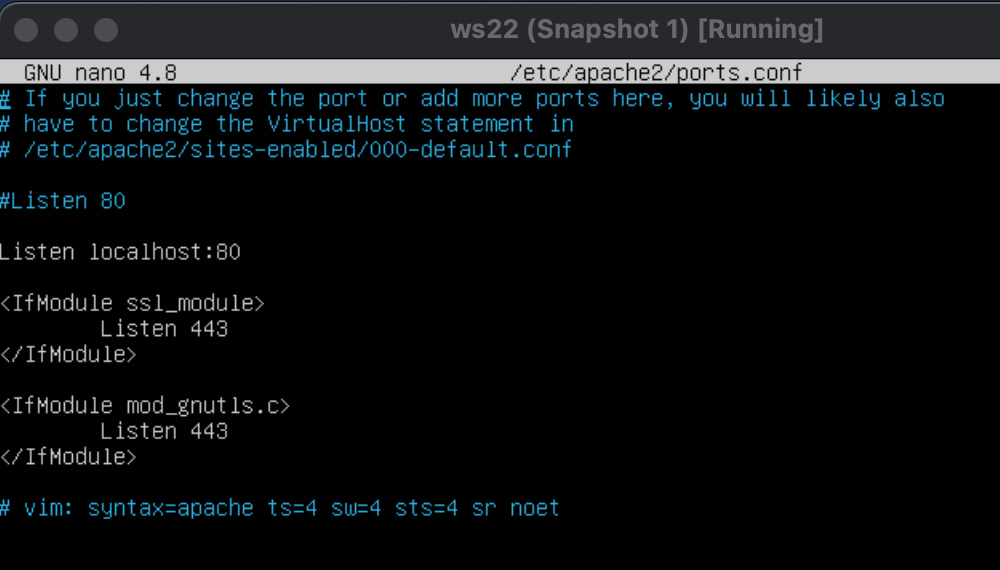 ws22 (Snapshot 1) [Running]
GNU nano 4.8 /etc/apache2/ports.conf
# If you just change the port or add more ports here, you will likely also
# have to change the VirtualHost statement in
# /etc/apache2/sites-enabled/000-default.conf
#Listen 80
Listen localhost:80
<IfModule ssl_module>
Listen 443
</IfModule>
<IfModule mod_gnutls.c>
Listen 443
</IfModule>
# vim: syntax=apache ts=4 sw=4 sts=4 sr noet